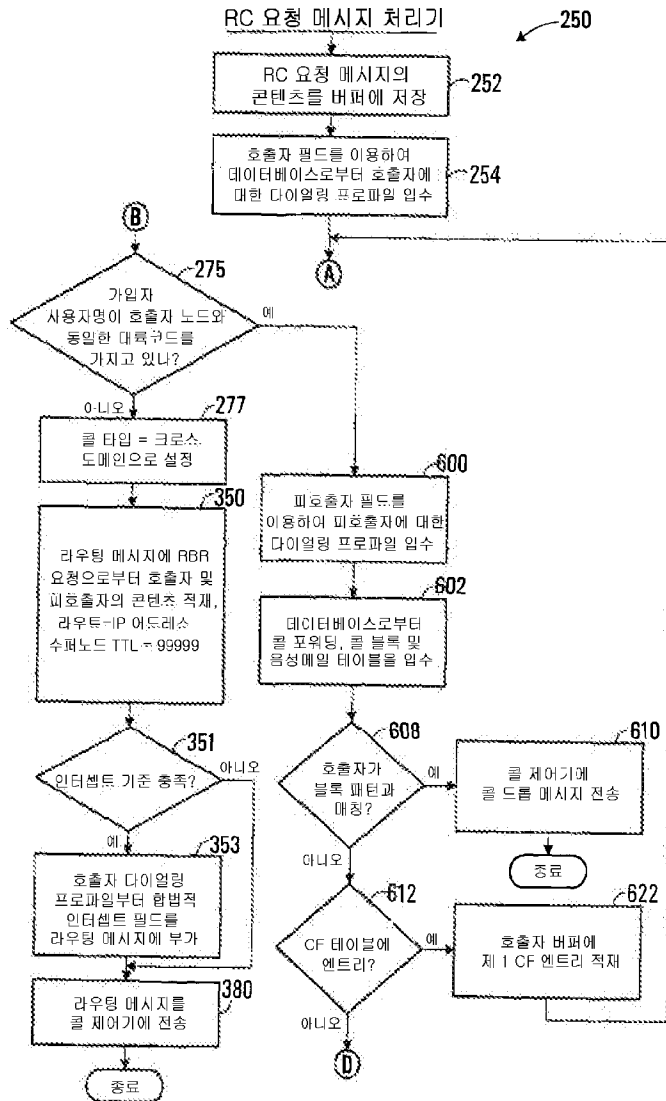 RC 요청 메시지 처리기
250
RC 요청 메시지의
콘텐츠를 버퍼에 저장
252
호출자 필드를 이용하여
데이터베이스로부터 호출자에
대한 다이얼링 프로파일 입수
254
A
B
275
가입자
사용자명이 호출자 노드와
동일한 대륙코드를
가지고 있나?
예
아니오
277
콜 타입 = 크로스
도메인으로 설정
350
라우팅 메시지에 RBR
요청으로부터 호출자 및
피호출자의 콘텐츠 적재,
라우트=IP 어드레스
수퍼노드 TTL = 99999
351
인터셉트 기준 충족?
아니오
예
353
호출자 다이얼링
프로파일부터 합법적
인터셉트 필드를
라우팅 메시지에 부가
380
라우팅 메시지를
콜 제어기에 전송
종료
600
피호출자 필드를
이용하여 피호출자에 대한
다이얼링 프로파일 입수
602
데이터베이스로부터
콜 포워딩, 콜 블록 및
음성메일 테이블을 입수
608
호출자가
블록 패턴과
매칭?
예
아니오
610
콜 제어기에
콜 드롭 메시지 전송
종료
612
CF 테이블에
엔트리?
예
아니오
622
호출자 버퍼에
제 1 CF 엔트리 적재
D